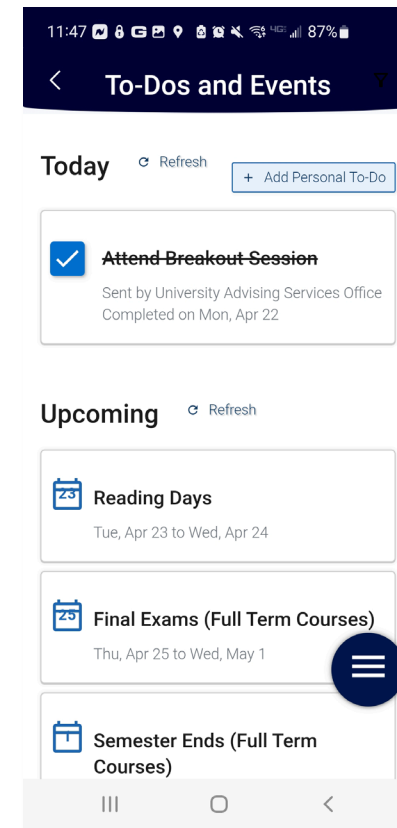 11:47 4G 87%
To-Dos and Events
Today Refresh
+ Add Personal To-Do
Attend Breakout Session
Sent by University Advising Services Office
Completed on Mon, Apr 22
Upcoming Refresh
23
Reading Days
Tue, Apr 23 to Wed, Apr 24
25
Final Exams (Full Term Courses)
Thu, Apr 25 to Wed, May 1
1
Semester Ends (Full Term
Courses)